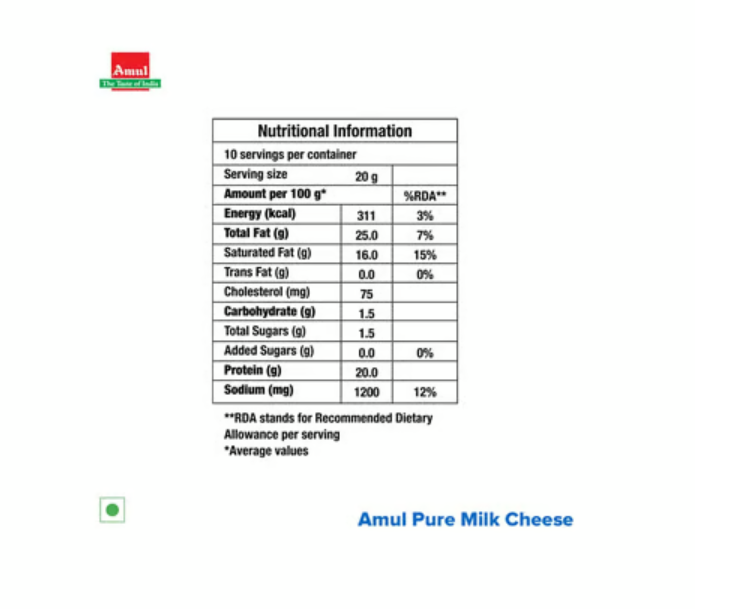 Amul
The Taste of India
Nutritional Information
10 servings per container
Serving size 20 g
Amount per 100 g* %RDA**
Energy (kcal) 311 3%
Total Fat (g) 25.0 7%
Saturated Fat (g) 16.0 15%
Trans Fat (g) 0.0 0%
Cholesterol (mg) 75
Carbohydrate (g) 1.5
Total Sugars (g) 1.5
Added Sugars (g) 0.0 0%
Protein (g) 20.0
Sodium (mg) 1200 12%
**RDA stands for Recommended Dietary
Allowance per serving
*Average values
Amul Pure Milk Cheese